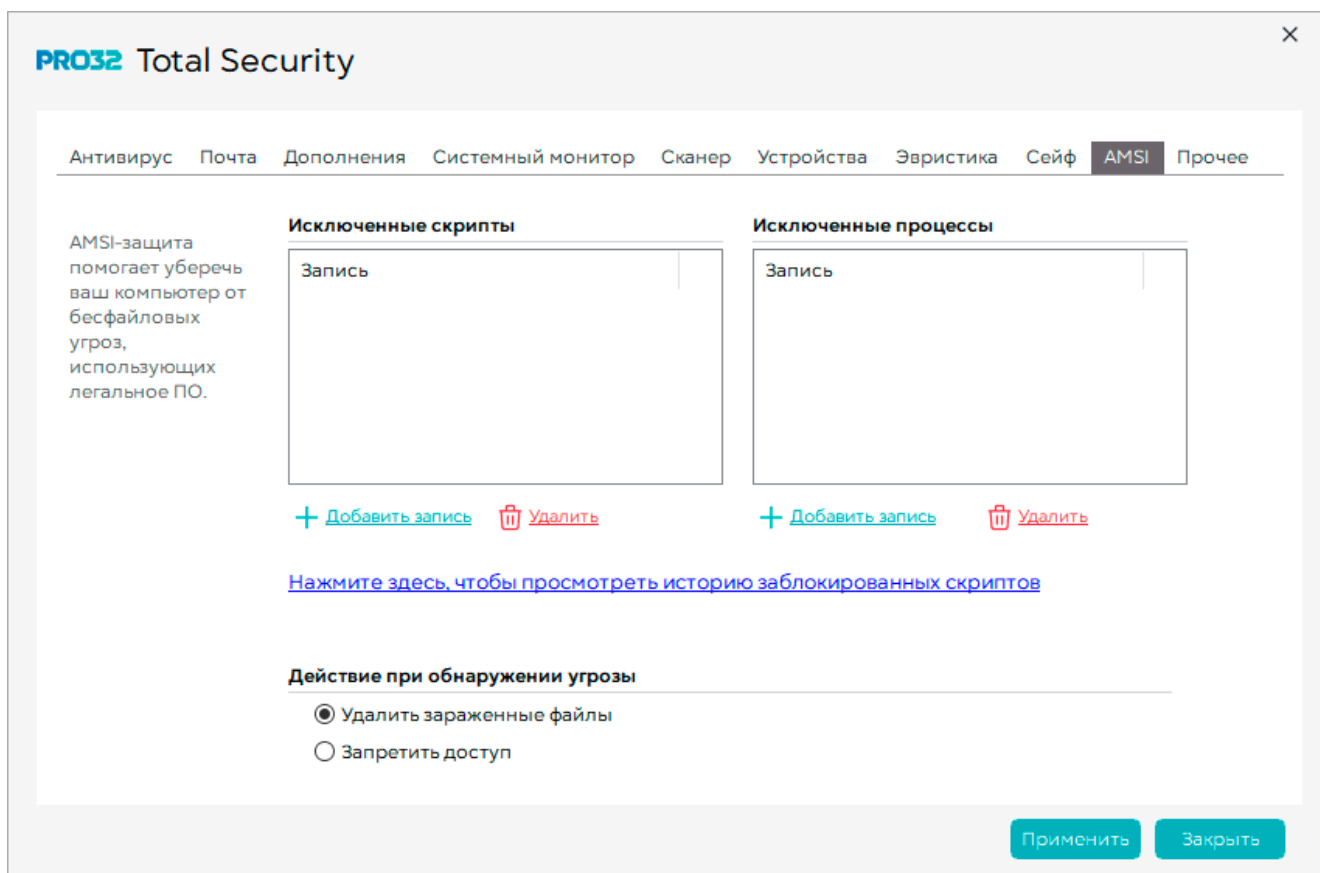 PRO32 Total Security
Антивирус Почта Дополнения Системный монитор Сканер Устройства Эвристика Сейф AMSI Прочее
AMSI-защита
помогает уберечь
ваш компьютер от
бесфайловых
угроз,
использующих
легальное ПО.
Исключенные скрипты
Запись
Добавить запись Удалить
Исключенные процессы
Запись
Добавить запись Удалить
Нажмите здесь, чтобы просмотреть историю заблокированных скриптов
Действие при обнаружении угрозы
Удалить зараженные файлы
Запретить доступ
Применить Закрыть